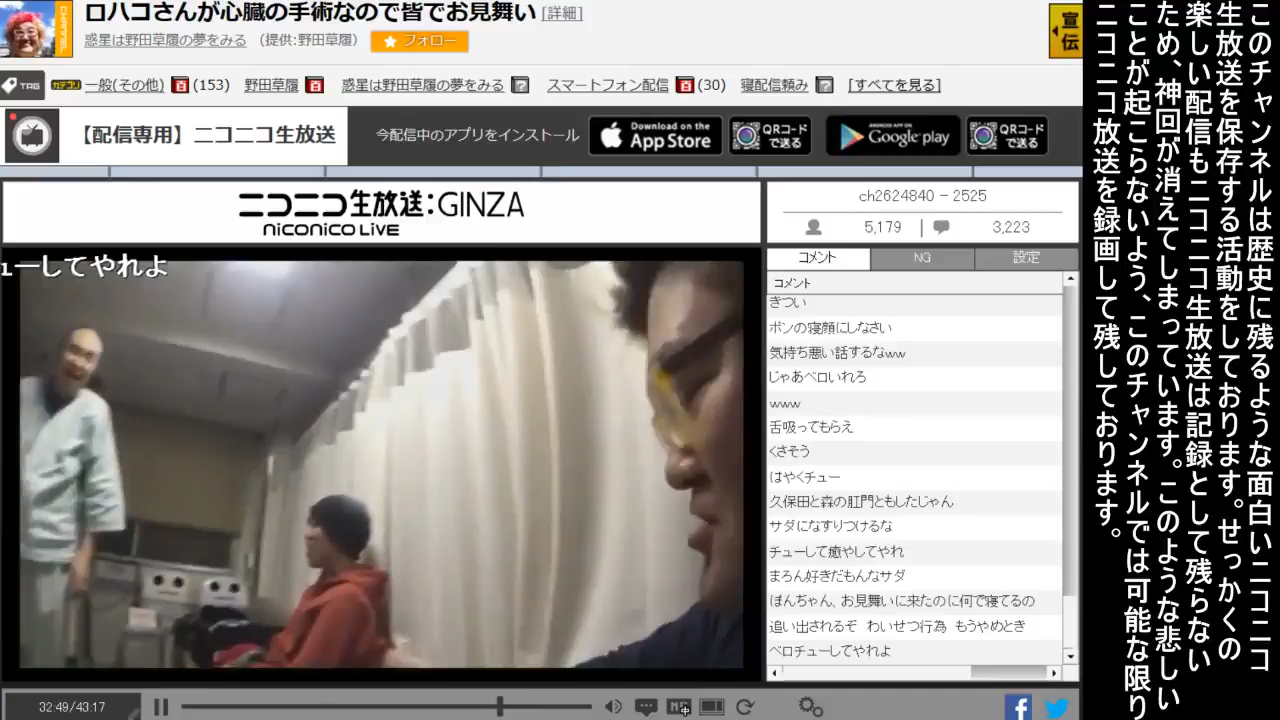 ロハコさんが心臓の手術なので皆でお見舞い [詳細]
CHANNEL
惑星は野田草履の夢をみる (提供:野田草履)
フォロー
宣伝
TAG
カテゴリ 一般(その他) (153) 野田草履 惑星は野田草履の夢をみる ? スマートフォン配信 (30) 寝配信頼み ? [すべてを見る]
【配信専用】ニコニコ生放送
今配信中のアプリをインストール
Download on the App Store
QRコードで送る
ANDROID APP ON Google play
QRコードで送る
ニコニコ生放送:GINZA
niconico LIVE
ch2624840 - 2525
5,179 | 3,223
コメント NG 設定
コメント
きつい
ポンの寝顔にしなさい
気持ち悪い話するなww
じゃあベロいれろ
www
舌吸ってもらえ
くさそう
はやくチュー
久保田と森の肛門ともしたじゃん
サダになすりつけるな
チューして癒やしてやれ
まろん好きだもんなサダ
ぽんちゃん、お見舞いに来たのに何で寝てるの
追い出されるぞ わいせつ行為 もうやめとき
ベロチューしてやれよ
ューしてやれよ
32:49/43:17
このチャンネルは歴史に残るような面白いニコニコ
生放送を保存する活動をしております。せっかくの
楽しい配信もニコニコ生放送は記録として残らない
ため、神回が消えてしまっています。このような悲しい
ことが起こらないよう、このチャンネルでは可能な限り
ニコニコ放送を録画して残しております。